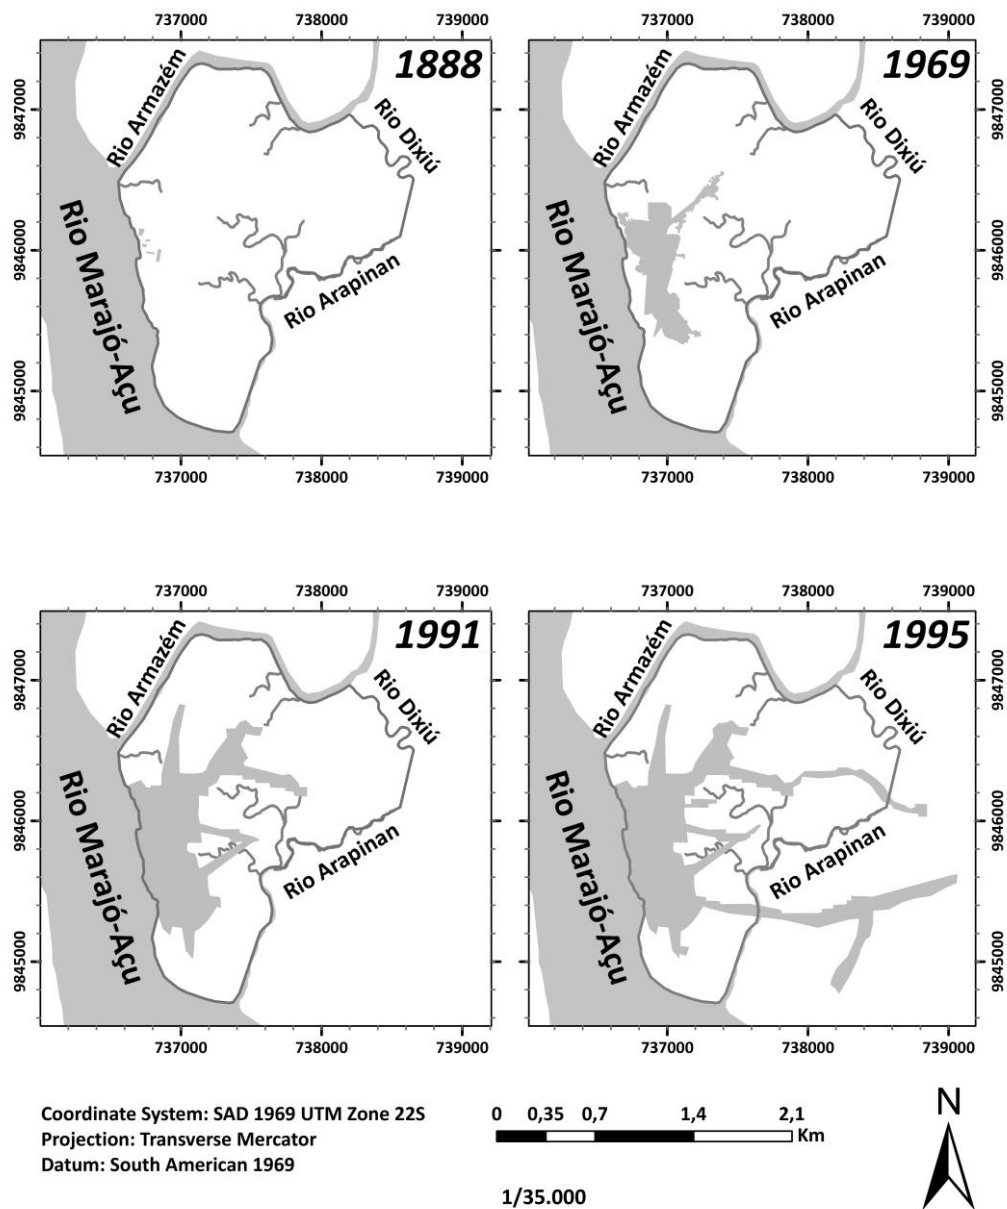 737000 738000 739000
737000 738000 739000
1888
1969
9847000
9846000
9845000
Rio Armazém
Rio Dixiú
Rio Marajó-Açu
Rio Arapinan
Rio Armazém
Rio Dixiú
Rio Marajó-Açu
Rio Arapinan
9847000
9846000
9845000
737000 738000 739000
737000 738000 739000
737000 738000 739000
737000 738000 739000
1991
1995
9847000
9846000
9845000
Rio Armazém
Rio Dixiú
Rio Marajó-Açu
Rio Arapinan
Rio Armazém
Rio Dixiú
Rio Marajó-Açu
Rio Arapinan
9847000
9846000
9845000
737000 738000 739000
737000 738000 739000
Coordinate System: SAD 1969 UTM Zone 22S
Projection: Transverse Mercator
Datum: South American 1969
0 0,35 0,7 1,4 2,1
Km
1/35.000
N